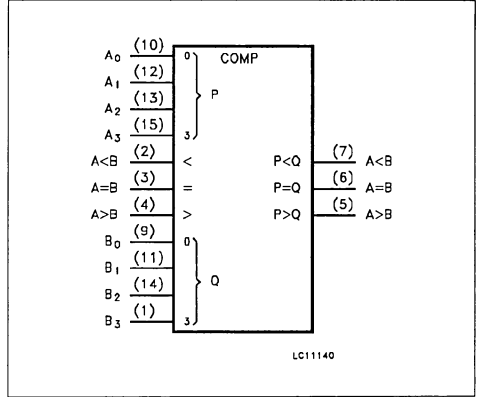 COMP
A0 (10) 0
A1 (12)
A2 (13) P
A3 (15) 3
A<B (2) < P<Q (7) A<B
A=B (3) = P=Q (6) A=B
A>B (4) > P>Q (5) A>B
B0 (9) 0
B1 (11)
B2 (14) Q
B3 (1) 3
LC11140